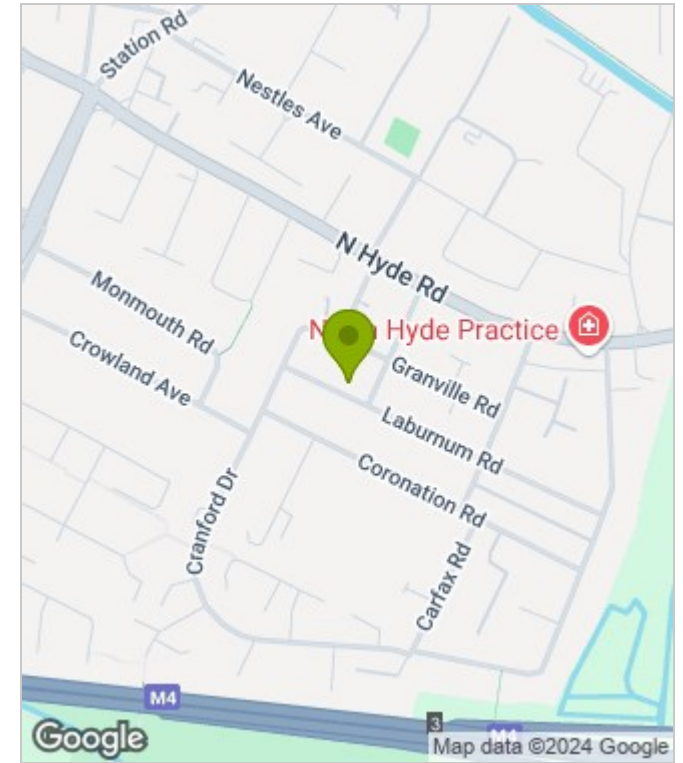 Station Rd
Nestles Ave
N Hyde Rd
Monmouth Rd
Hyde Practice
Crowland Ave
Granville Rd
Laburnum Rd
Coronation Rd
Cranford Dr
Carfax Rd
M4
3
M4
Google
Map data ©2024 Google